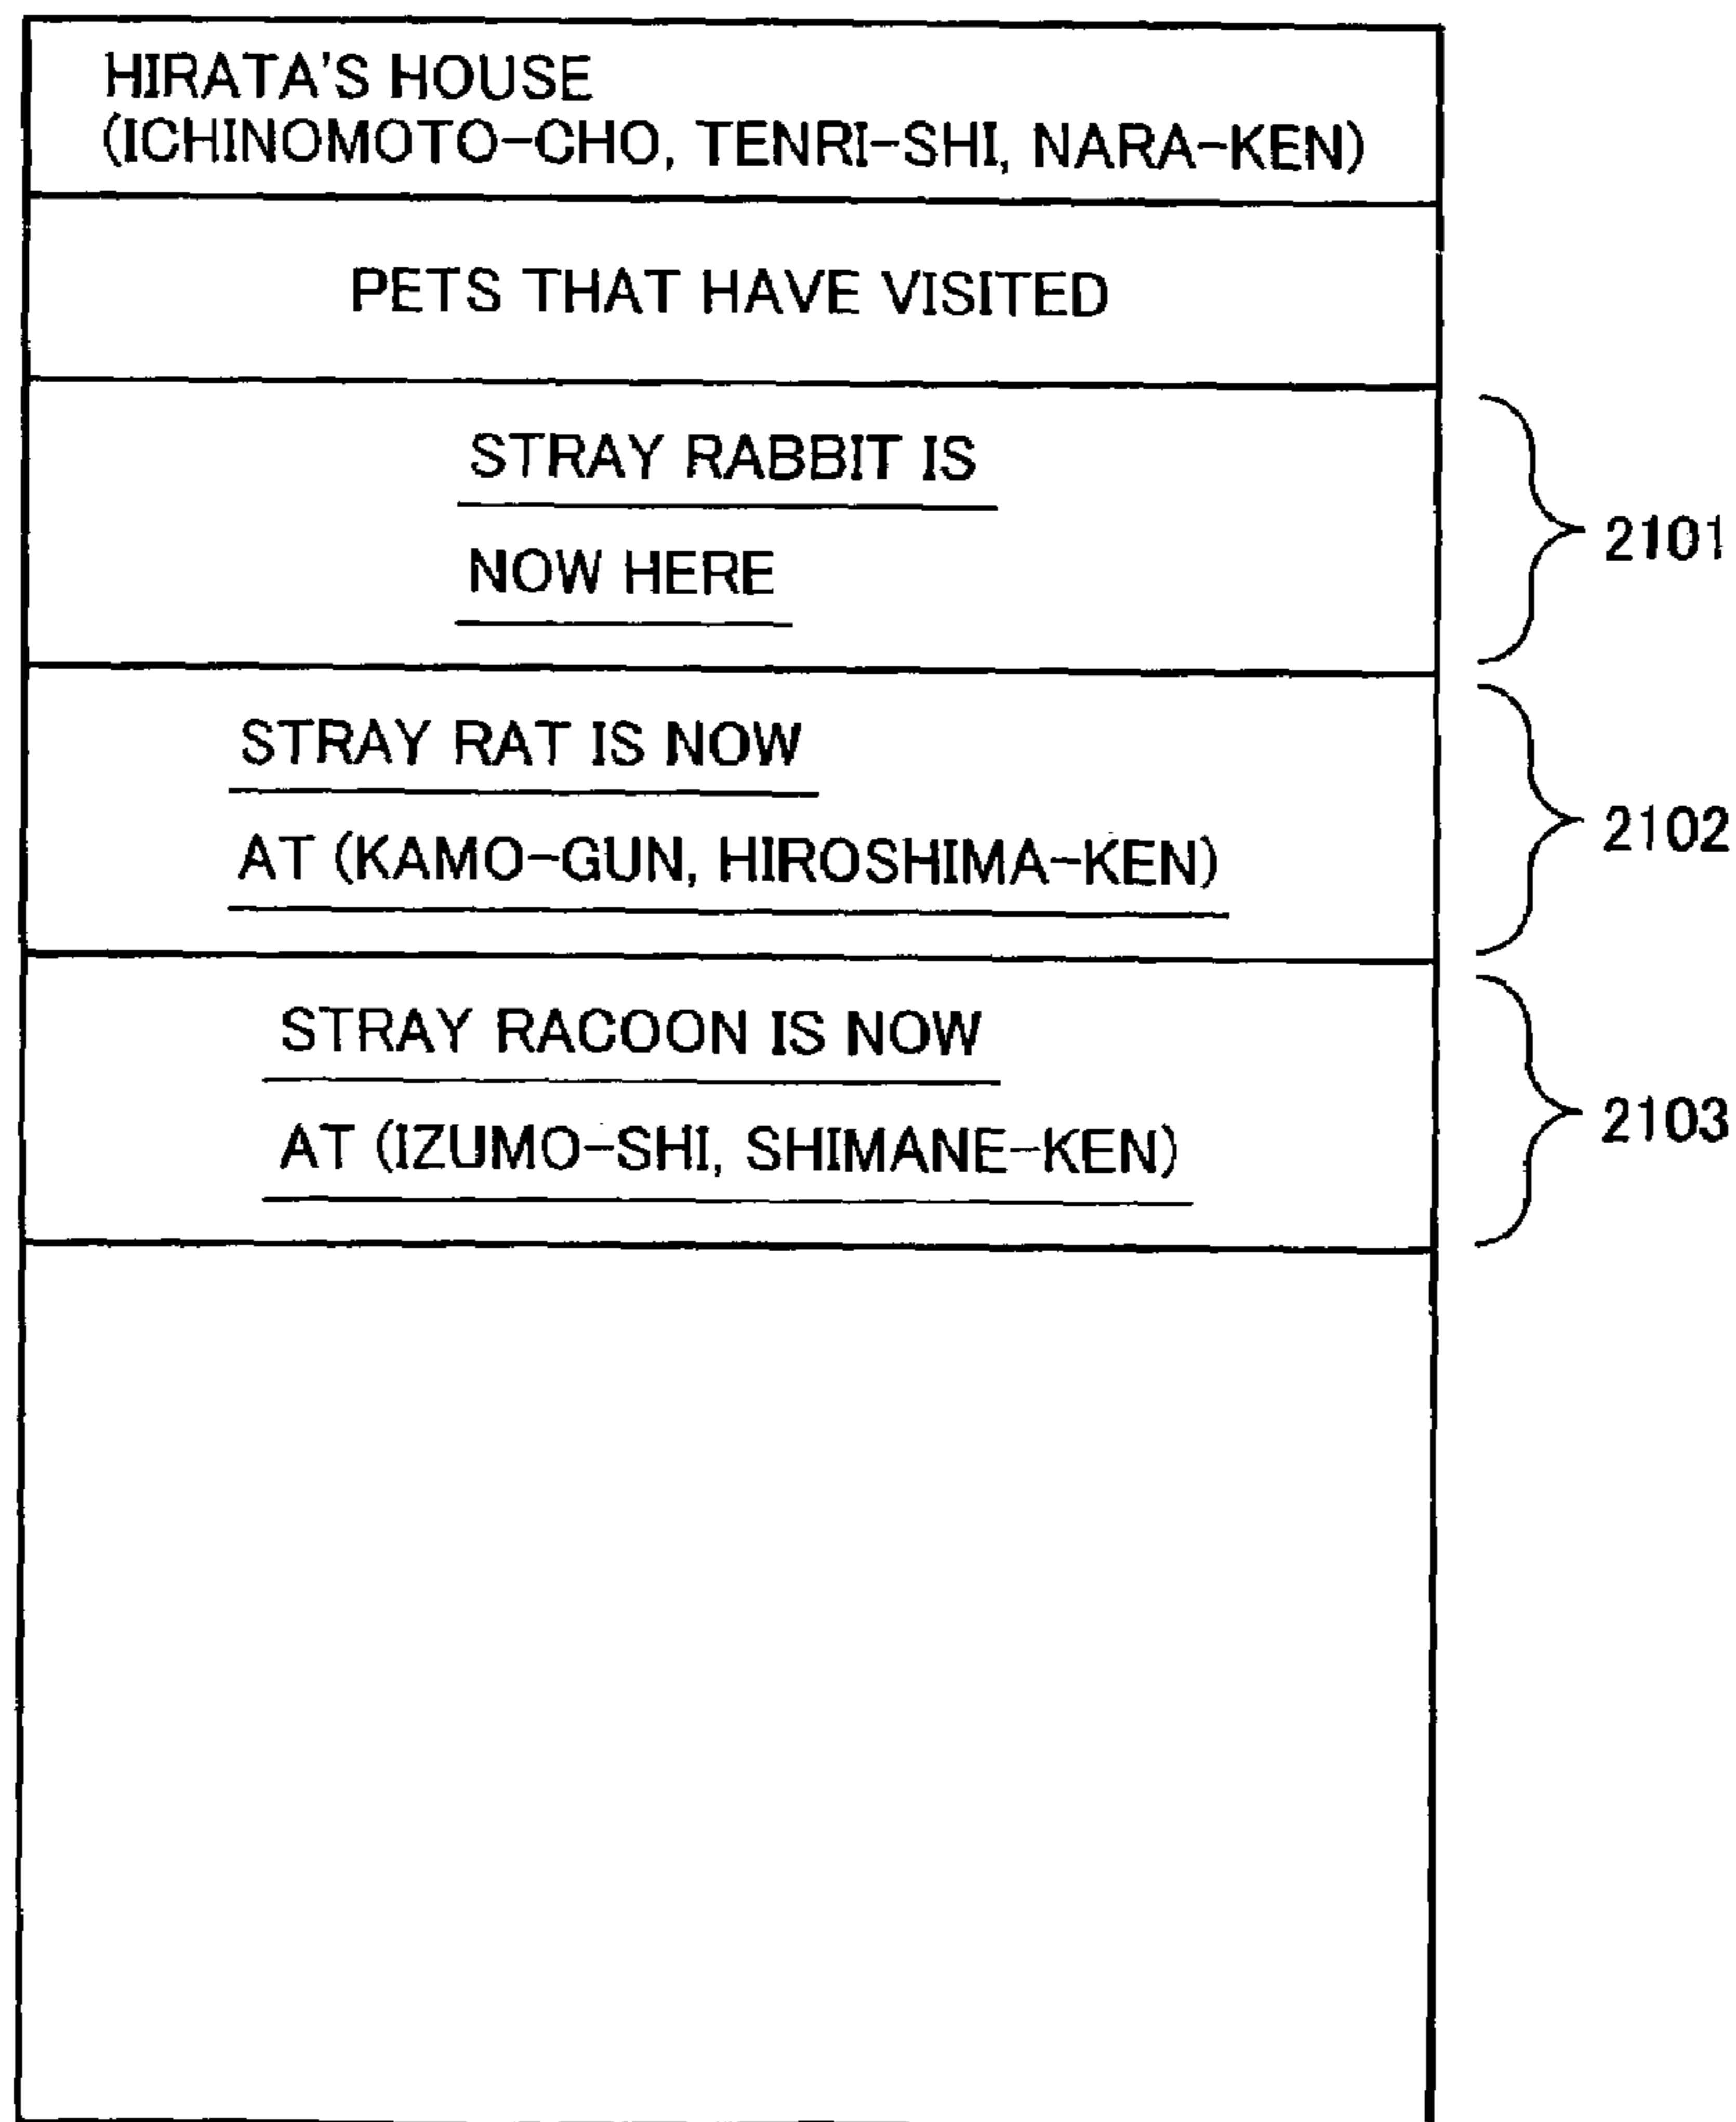 HIRATA'S HOUSE
(ICHINOMOTO-CHO, TENRI-SHI, NARA-KEN)
PETS THAT HAVE VISITED
STRAY RABBIT IS
NOW HERE
2101
STRAY RAT IS NOW
AT (KAMO-GUN, HIROSHIMA-KEN)
2102
STRAY RACOON IS NOW
AT (IZUMO-SHI, SHIMANE-KEN)
2103